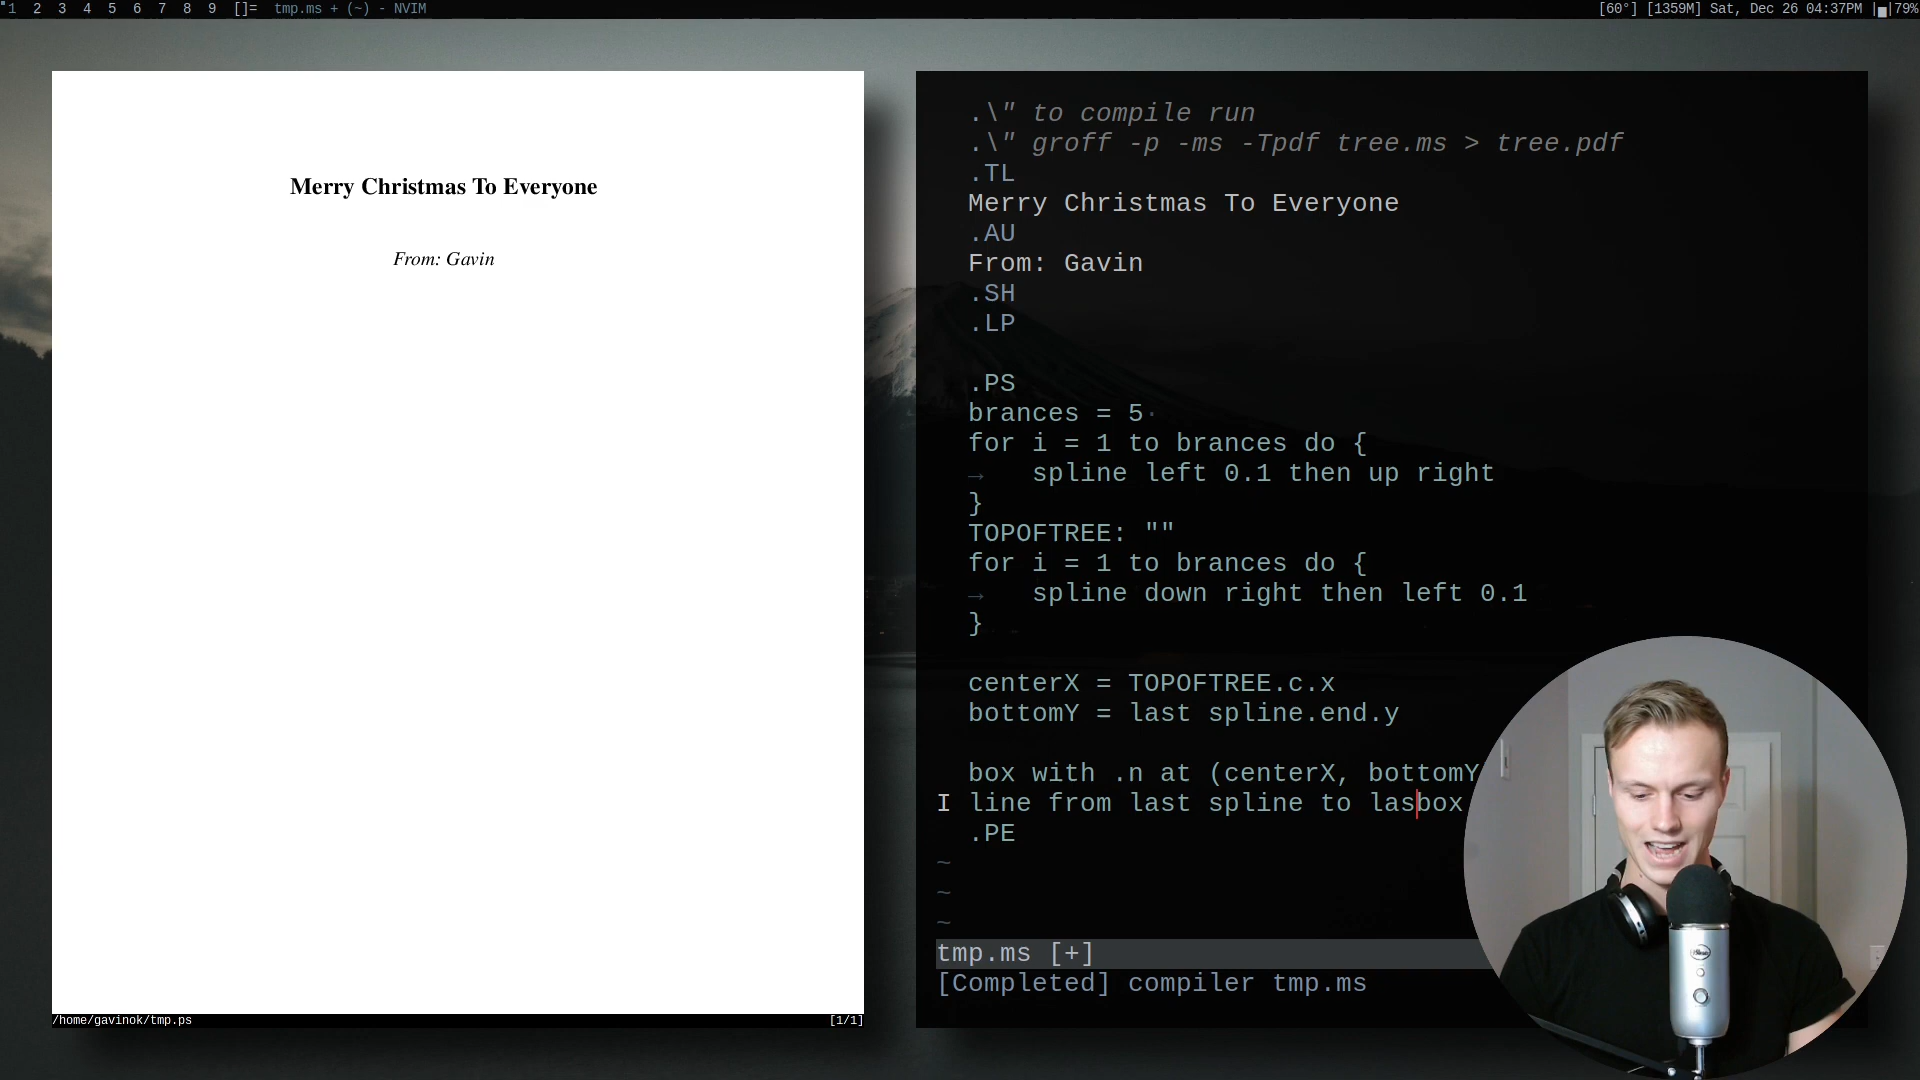 1 2 3 4 5 6 7 8 9 []= tmp.ms + (~) - NVIM
[60°] [1359M] Sat, Dec 26 04:37PM |▄|79%
Merry Christmas To Everyone
From: Gavin
/home/gavinok/tmp.ps [1/1]
.\" to compile run
.\" groff -p -ms -Tpdf tree.ms > tree.pdf
.TL
Merry Christmas To Everyone
.AU
From: Gavin
.SH
.LP
.PS
brances = 5·
for i = 1 to brances do {
→ spline left 0.1 then up right
}
TOPOFTREE: ""
for i = 1 to brances do {
→ spline down right then left 0.1
}
centerX = TOPOFTREE.c.x
bottomY = last spline.end.y
box with .n at (centerX, bottomY
I line from last spline to lasbox
.PE
~
~
~
tmp.ms [+]
[Completed] compiler tmp.ms